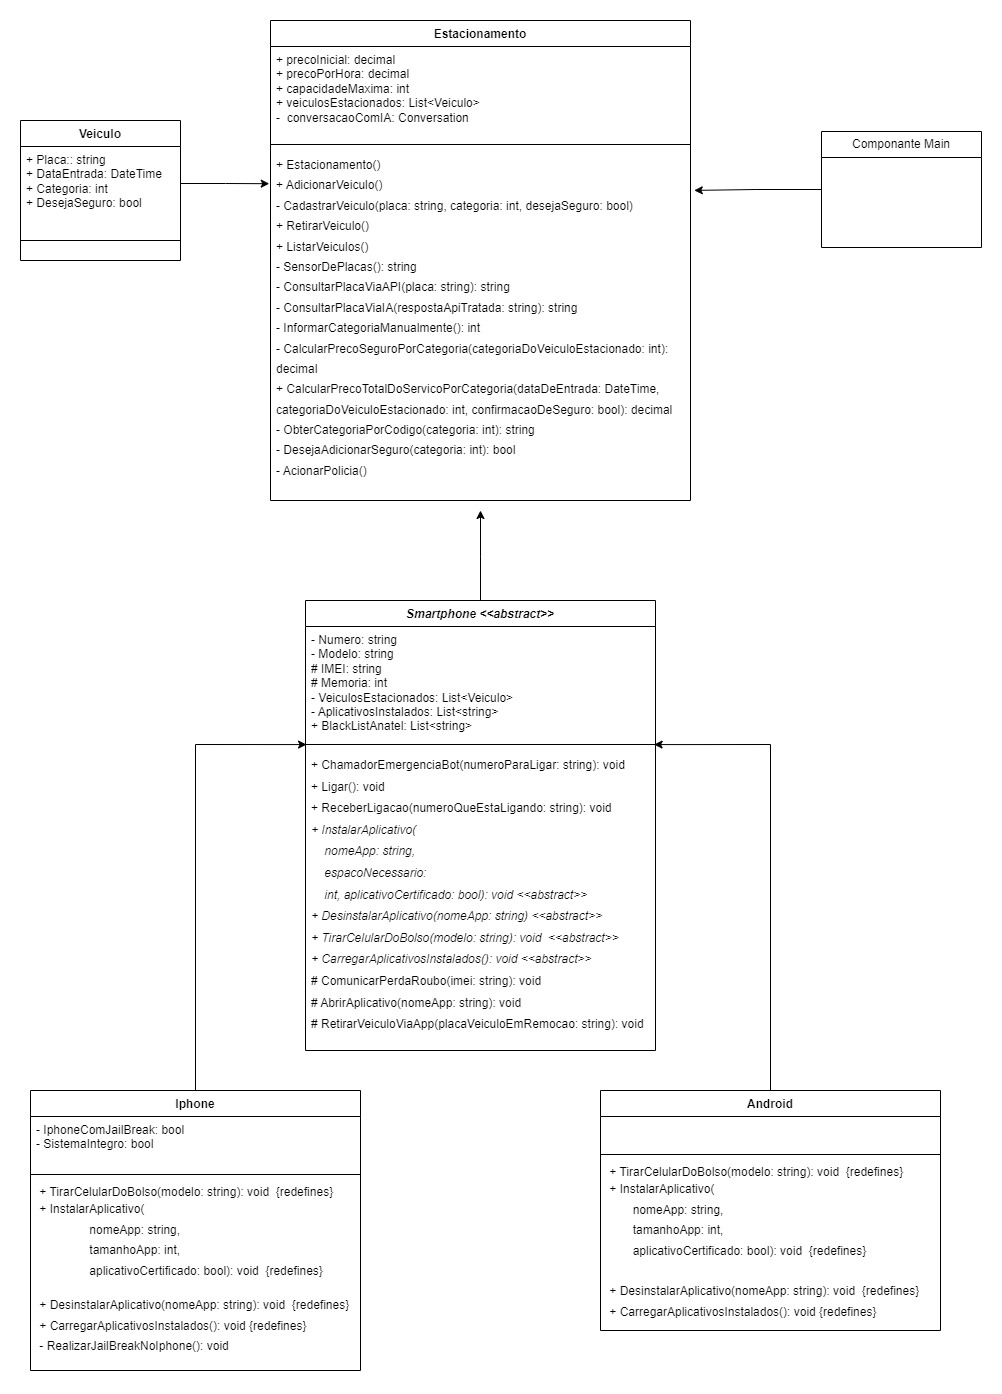 Estacionamento
+ precoInicial: decimal
+ precoPorHora: decimal
+ capacidadeMaxima: int
+ veiculosEstacionados: List<Veiculo>
- conversacaoComIA: Conversation
+ Estacionamento()
+ AdicionarVeiculo()
- CadastrarVeiculo(placa: string, categoria: int, desejaSeguro: bool)
+ RetirarVeiculo()
+ ListarVeiculos()
- SensorDePlacas(): string
- ConsultarPlacaViaAPI(placa: string): string
- ConsultarPlacaViaIA(respostaApiTratada: string): string
- InformarCategoriaManualmente(): int
- CalcularPrecoSeguroPorCategoria(categoriaDoVeiculoEstacionado: int):
decimal
+ CalcularPrecoTotalDoServicoPorCategoria(dataDeEntrada: DateTime,
categoriaDoVeiculoEstacionado: int, confirmacaoDeSeguro: bool): decimal
- ObterCategoriaPorCodigo(categoria: int): string
- DesejaAdicionarSeguro(categoria: int): bool
- AcionarPolicia()
Veiculo
+ Placa:: string
+ DataEntrada: DateTime
+ Categoria: int
+ DesejaSeguro: bool
Componante Main
Smartphone <<abstract>>
- Numero: string
- Modelo: string
# IMEI: string
# Memoria: int
- VeiculosEstacionados: List<Veiculo>
- AplicativosInstalados: List<string>
+ BlackListAnatel: List<string>
+ ChamadorEmergenciaBot(numeroParaLigar: string): void
+ Ligar(): void
+ ReceberLigacao(numeroQueEstaLigando: string): void
+ InstalarAplicativo(
nomeApp: string,
espacoNecessario:
int, aplicativoCertificado: bool): void <<abstract>>
+ DesinstalarAplicativo(nomeApp: string) <<abstract>>
+ TirarCelularDoBolso(modelo: string): void <<abstract>>
+ CarregarAplicativosInstalados(): void <<abstract>>
# ComunicarPerdaRoubo(imei: string): void
# AbrirAplicativo(nomeApp: string): void
# RetirarVeiculoViaApp(placaVeiculoEmRemocao: string): void
Iphone
- IphoneComJailBreak: bool
- SistemaIntegro: bool
+ TirarCelularDoBolso(modelo: string): void {redefines}
+ InstalarAplicativo(
nomeApp: string,
tamanhoApp: int,
aplicativoCertificado: bool): void {redefines}
+ DesinstalarAplicativo(nomeApp: string): void {redefines}
+ CarregarAplicativosInstalados(): void {redefines}
- RealizarJailBreakNoIphone(): void
Android
+ TirarCelularDoBolso(modelo: string): void {redefines}
+ InstalarAplicativo(
nomeApp: string,
tamanhoApp: int,
aplicativoCertificado: bool): void {redefines}
+ DesinstalarAplicativo(nomeApp: string): void {redefines}
+ CarregarAplicativosInstalados(): void {redefines}